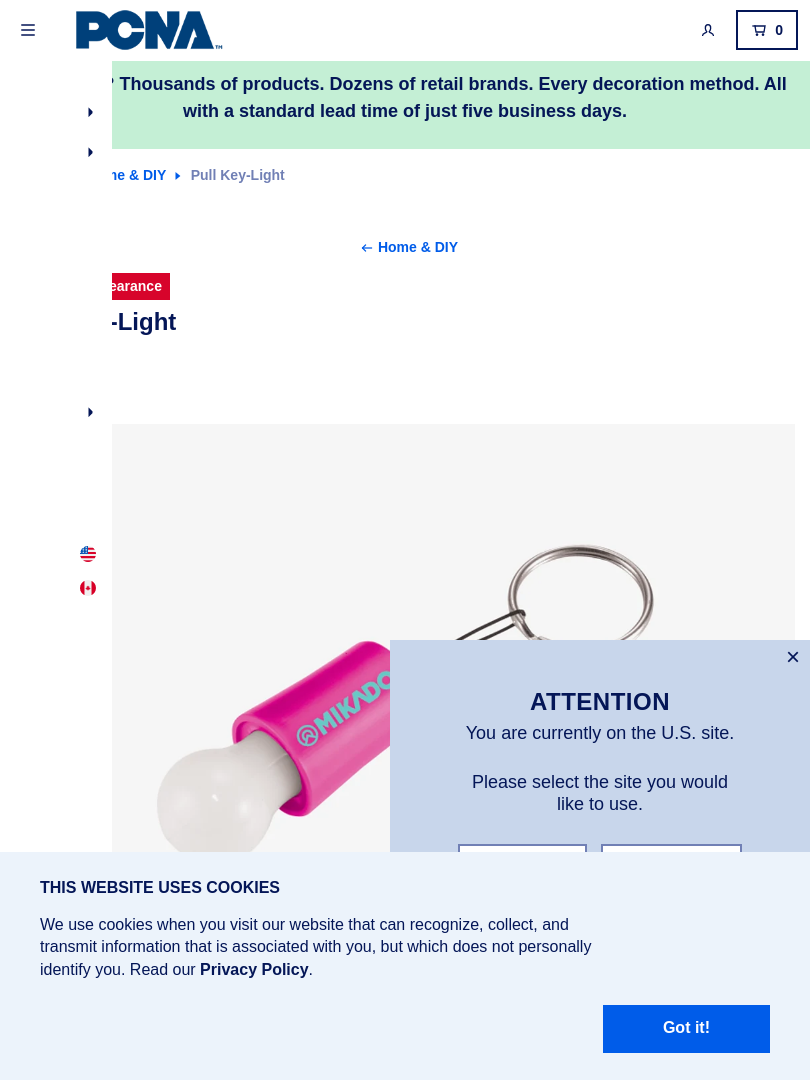 PCNA
TM
0
? Thousands of products. Dozens of retail brands. Every decoration method. All
with a standard lead time of just five business days.
me & DIY
Pull Key-Light
Home & DIY
earance
-Light
MIKADO
ATTENTION
You are currently on the U.S. site.
Please select the site you would
like to use.
THIS WEBSITE USES COOKIES
We use cookies when you visit our website that can recognize, collect, and
transmit information that is associated with you, but which does not personally
identify you. Read our Privacy Policy.
Got it!